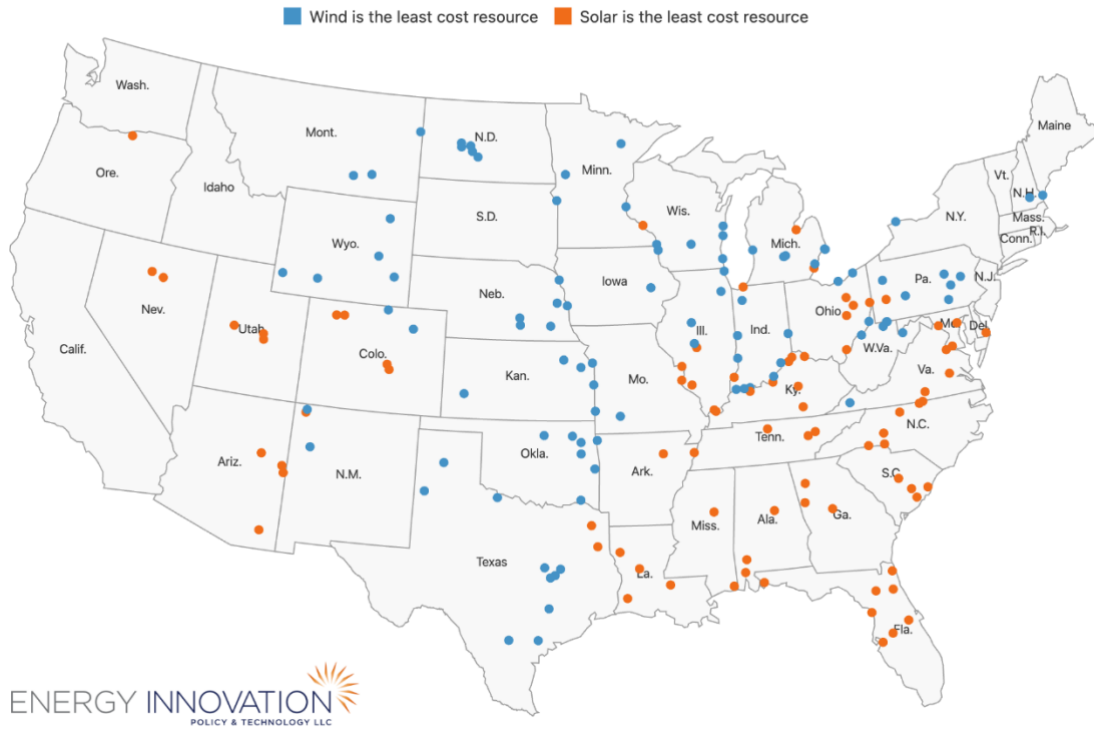 Wind is the least cost resource Solar is the least cost resource
Wash.
Maine
Mont.
N.D.
Ore.
Minn.
Vt.
Idaho
N.H.
S.D.
Wis.
N.Y.
Mass.
Wyo.
Mich.
R.I.
Conn.
Iowa
Pa.
N.J.
Neb.
Nev.
Ohio
Utah
Ill.
Ind.
Md.
Del.
Calif.
Colo.
W.Va.
Va.
Kan.
Mo.
Ky.
N.C.
Tenn.
Okla.
Ariz.
N.M.
Ark.
S.C.
Miss.
Ala.
Ga.
Texas
La.
Fla.
ENERGY INNOVATION
POLICY & TECHNOLOGY LLC